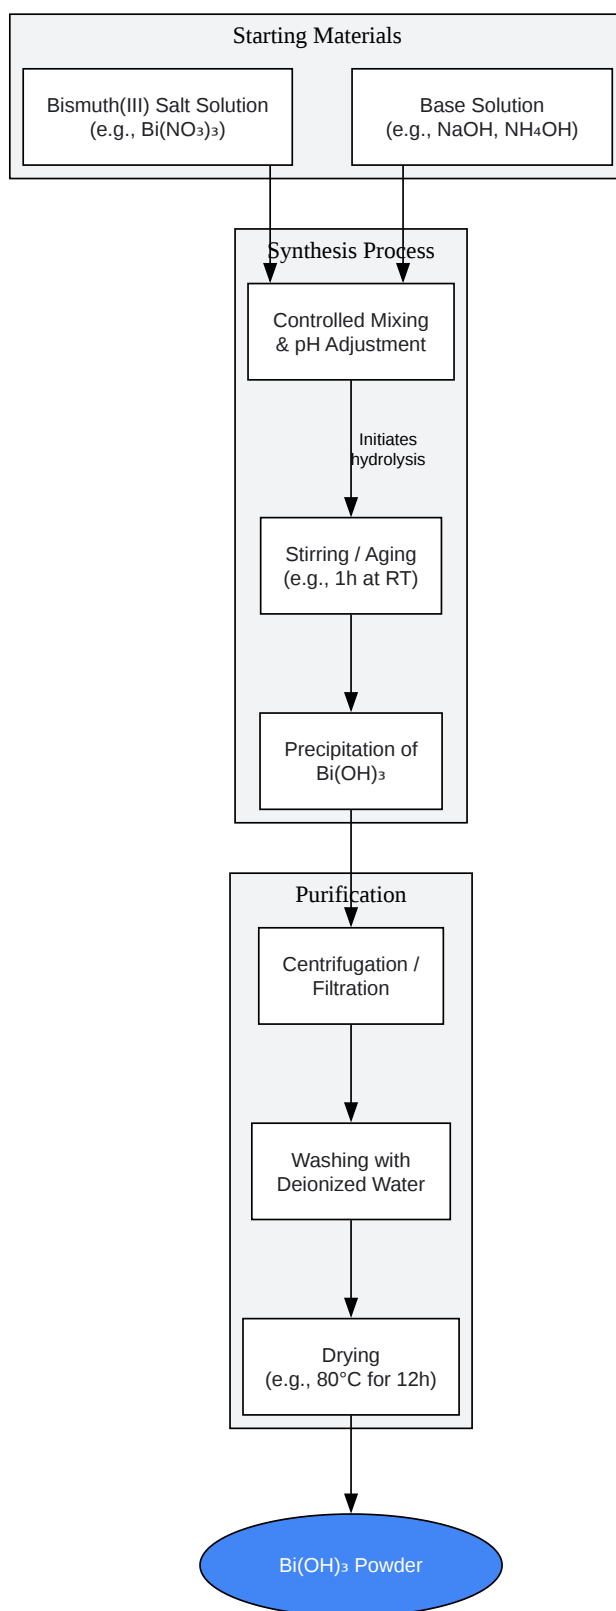 Starting Materials
Bismuth(III) Salt Solution
(e.g., Bi(NO₃)₃)
Base Solution
(e.g., NaOH, NH₄OH)
Synthesis Process
Controlled Mixing
& pH Adjustment
Initiates
hydrolysis
Stirring / Aging
(e.g., 1h at RT)
Precipitation of
Bi(OH)₃
Purification
Centrifugation /
Filtration
Washing with
Deionized Water
Drying
(e.g., 80°C for 12h)
Bi(OH)₃ Powder